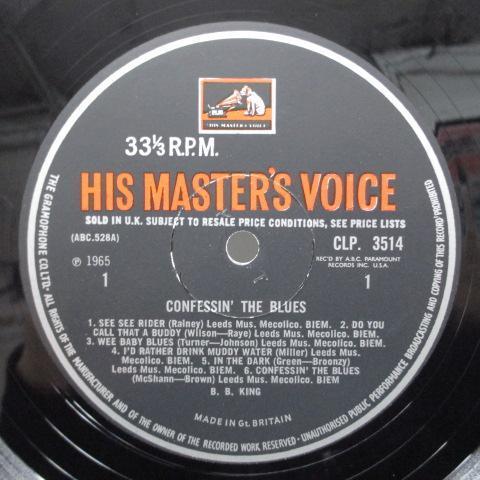 "HIS MASTER'S VOICE"
33⅓ R.P.M.
HIS MASTER'S VOICE
SOLD IN U.K. SUBJECT TO RESALE PRICE CONDITIONS, SEE PRICE LISTS
(ABC.528A)
CLP. 3514
℗ 1965
REC'D BY A.B.C. PARAMOUNT
RECORDS INC. U.S.A.
1
1
CONFESSIN' THE BLUES
1. SEE SEE RIDER (Rainey) Leeds Mus. Mecolico. BIEM. 2. DO YOU
CALL THAT A BUDDY (Wilson—Raye) Leeds Mus. Mecolico. BIEM.
3. WEE BABY BLUES (Turner—Johnson) Leeds Mus. Mecolico. BIEM.
4. I'D RATHER DRINK MUDDY WATER (Miller) Leeds Mus.
Mecolico. BIEM. 5. IN THE DARK (Green—Broonzy)
Leeds Mus. Mecolico. BIEM. 6. CONFESSIN' THE BLUES
(McShann—Brown) Leeds Mus. Mecolico. BIEM
B. B. KING
MADE IN Gt. BRITAIN
THE GRAMOPHONE CO. LTD. · ALL RIGHTS OF THE MANUFACTURER AND OF THE OWNER OF THE RECORDED WORK RESERVED · UNAUTHORISED PUBLIC PERFORMANCE BROADCASTING AND COPYING OF THIS RECORD PROHIBITED